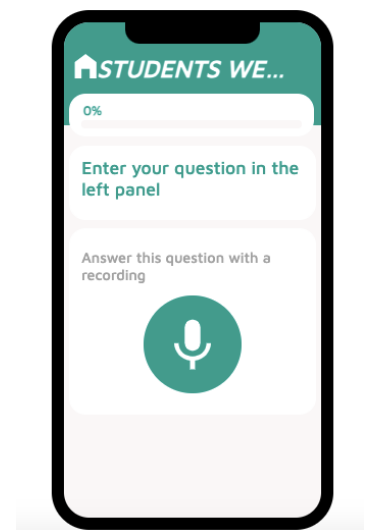 STUDENTS WE...
0%
Enter your question in the
left panel
Answer this question with a
recording